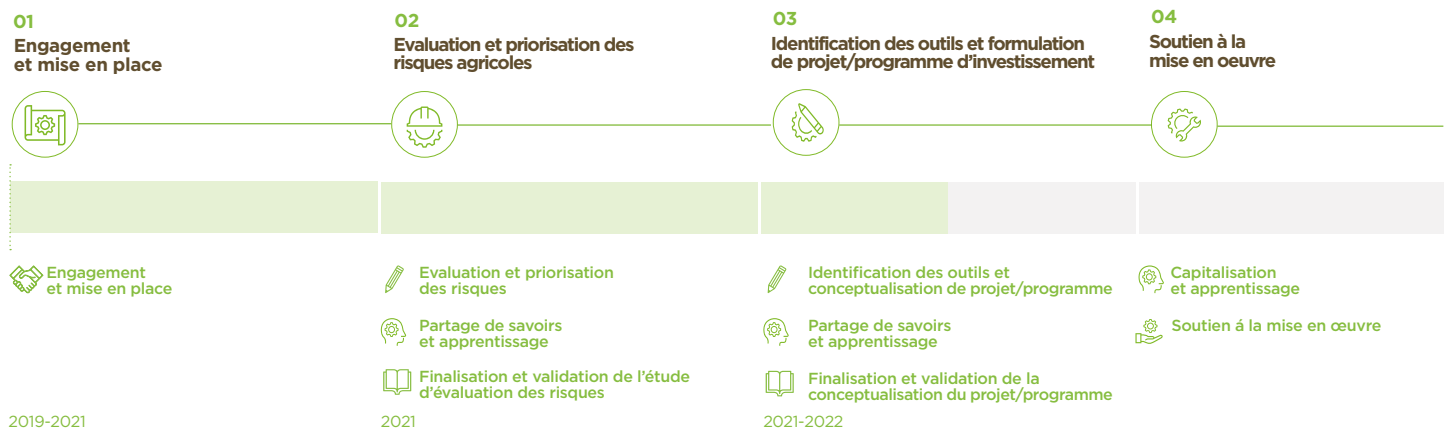 01
Engagement
et mise en place
02
Evaluation et priorisation des
risques agricoles
03
Identification des outils et formulation
de projet/programme d’investissement
04
Soutien à la
mise en oeuvre
Engagement
et mise en place
Evaluation et priorisation
des risques
Partage de savoirs
et apprentissage
Finalisation et validation de l’étude
d’évaluation des risques
Identification des outils et
conceptualisation de projet/programme
Partage de savoirs
et apprentissage
Finalisation et validation de la
conceptualisation du projet/programme
Capitalisation
et apprentissage
Soutien á la mise en œuvre
2019-2021
2021
2021-2022